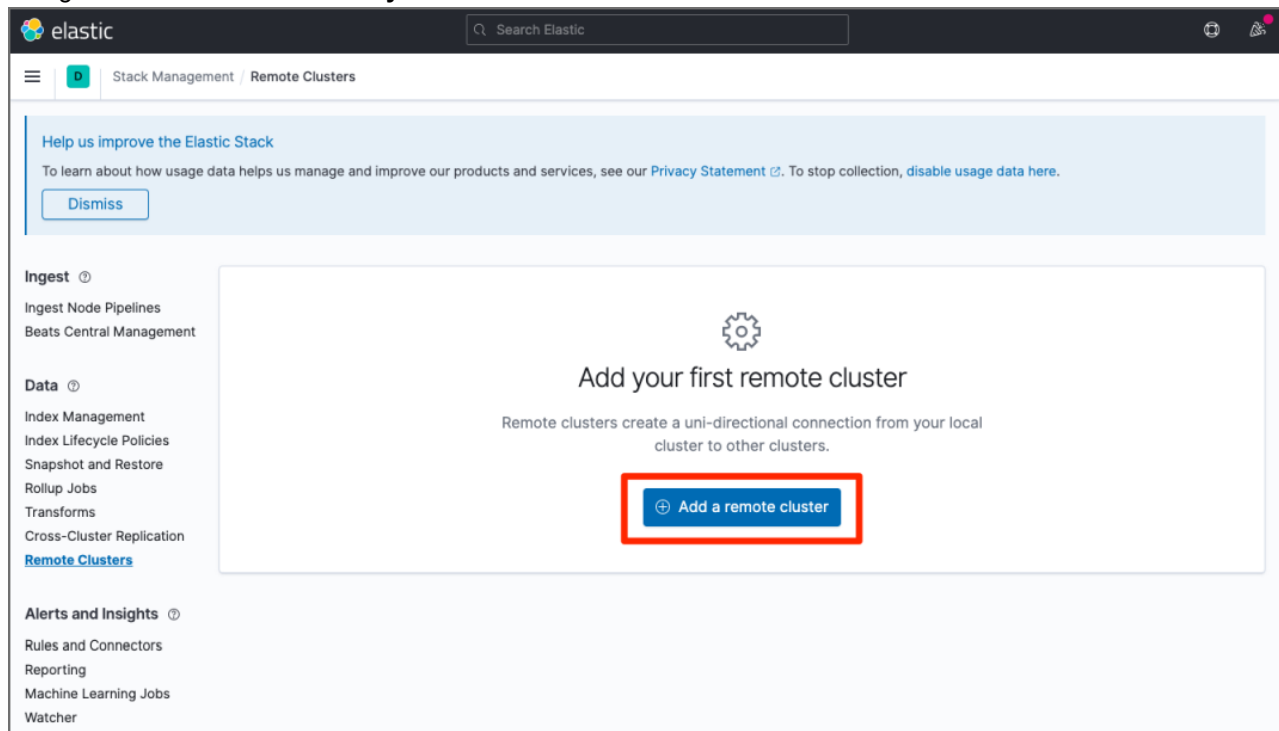 elastic
Search Elastic
D
Stack Management / Remote Clusters
Help us improve the Elastic Stack
To learn about how usage data helps us manage and improve our products and services, see our Privacy Statement. To stop collection, disable usage data here.
Dismiss
Ingest
Ingest Node Pipelines
Beats Central Management
Data
Index Management
Index Lifecycle Policies
Snapshot and Restore
Rollup Jobs
Transforms
Cross-Cluster Replication
Remote Clusters
Alerts and Insights
Rules and Connectors
Reporting
Machine Learning Jobs
Watcher
Add your first remote cluster
Remote clusters create a uni-directional connection from your local
cluster to other clusters.
Add a remote cluster